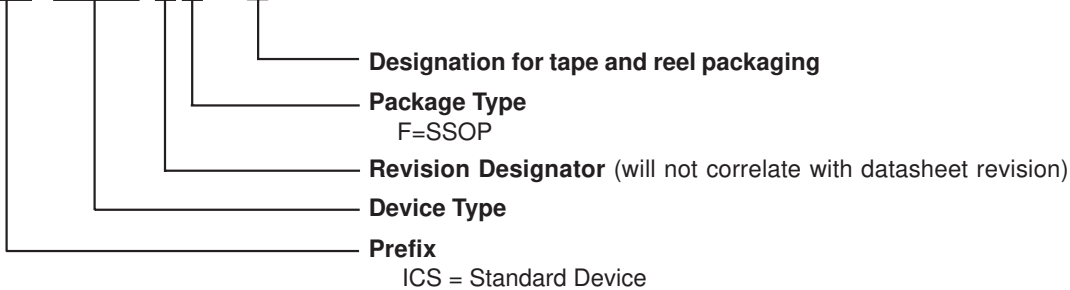 Designation for tape and reel packaging
Package Type
F=SSOP
Revision Designator (will not correlate with datasheet revision)
Device Type
Prefix
ICS = Standard Device